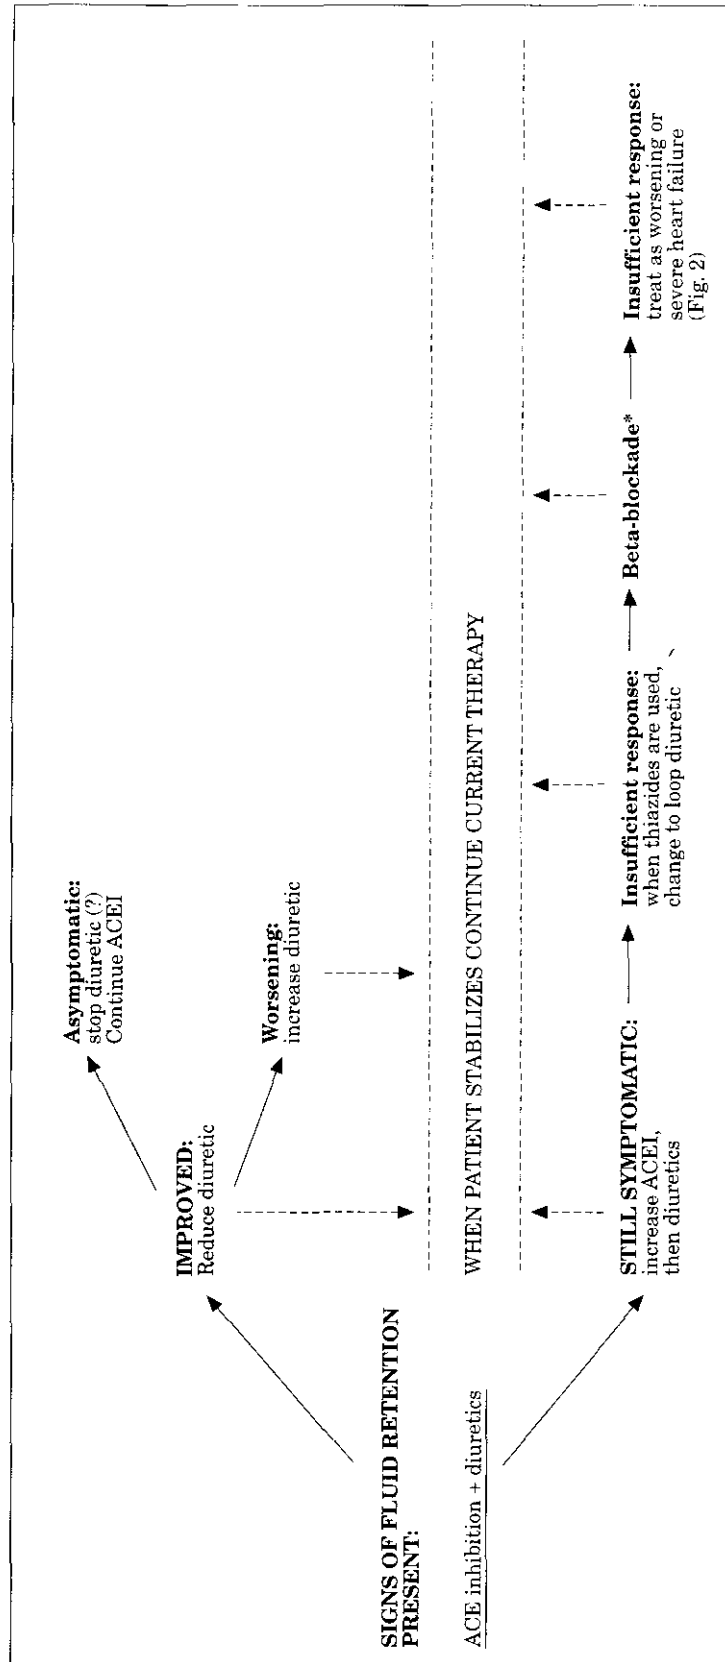 SIGNS OF FLUID RETENTION
PRESENT:
ACE inhibition + diuretics
IMPROVED:
Reduce diuretic
Asymptomatic:
stop diuretic (?)
Continue ACEI
Worsening:
increase diuretic
WHEN PATIENT STABILIZES CONTINUE CURRENT THERAPY
STILL SYMPTOMATIC:
increase ACEI,
then diuretics
Insufficient response:
when thiazides are used,
change to loop diuretic
Beta-blockade*
Insufficient response:
treat as worsening or
severe heart failure
(Fig. 2)